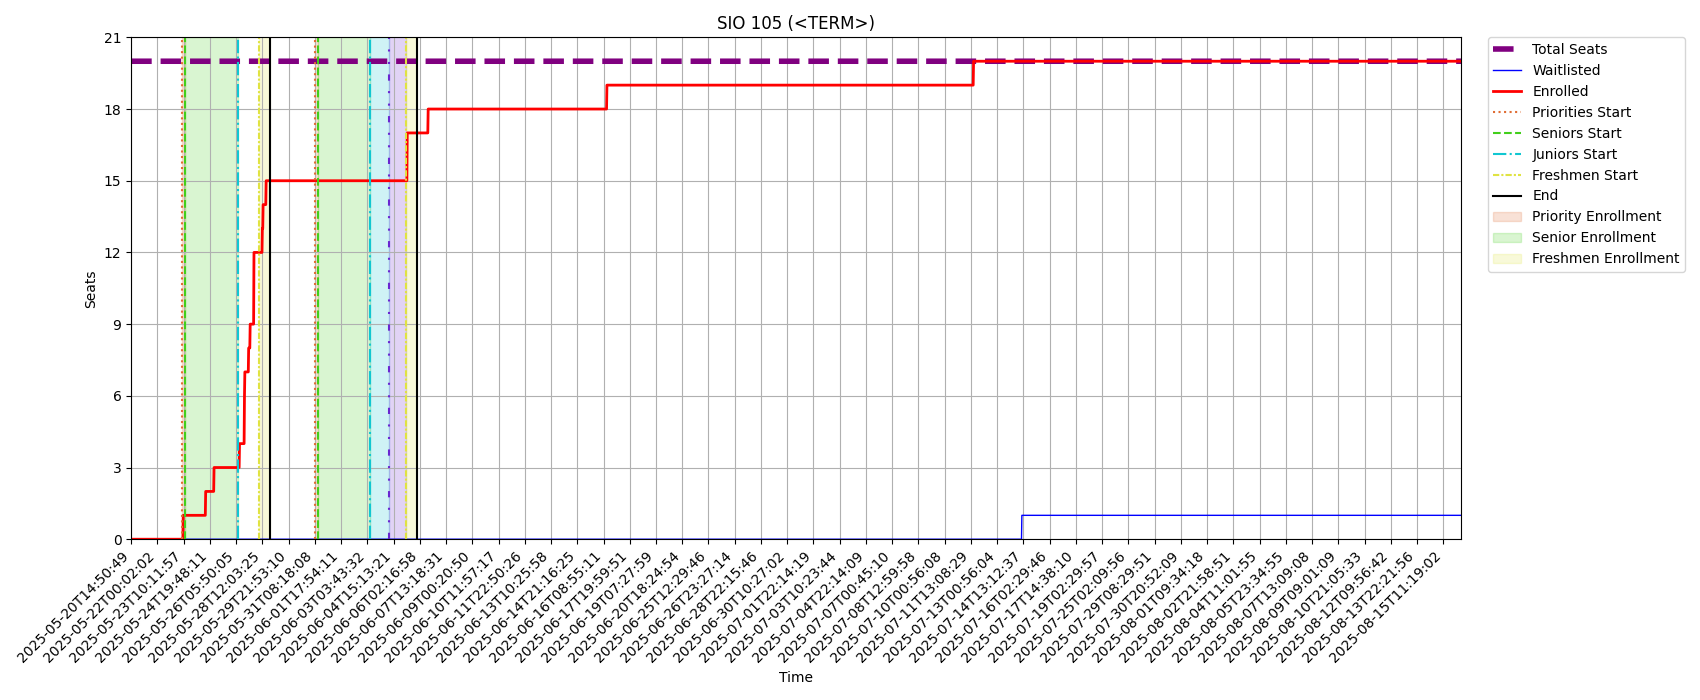 SIO 105 (<TERM>)
21
18
15
12
9
6
3
0
Seats
2025-05-20T14:50:49
2025-05-22T00:02:02
2025-05-23T10:11:57
2025-05-24T19:48:11
2025-05-26T05:50:05
2025-05-28T12:03:25
2025-05-29T21:53:10
2025-05-31T08:18:08
2025-06-01T17:54:11
2025-06-03T03:43:32
2025-06-04T15:13:21
2025-06-06T02:16:58
2025-06-07T13:18:31
2025-06-09T00:20:50
2025-06-10T11:57:17
2025-06-11T22:50:26
2025-06-13T10:25:58
2025-06-14T21:16:25
2025-06-16T08:55:11
2025-06-17T19:59:51
2025-06-19T07:27:59
2025-06-20T18:24:54
2025-06-25T12:29:46
2025-06-26T23:27:14
2025-06-28T22:15:46
2025-06-30T10:27:02
2025-07-01T22:14:19
2025-07-03T10:23:44
2025-07-04T22:14:09
2025-07-07T00:45:10
2025-07-08T12:59:58
2025-07-10T00:56:08
2025-07-11T13:08:29
2025-07-13T00:56:04
2025-07-14T13:12:37
2025-07-16T02:29:46
2025-07-17T14:38:10
2025-07-19T02:29:57
2025-07-25T02:09:56
2025-07-29T08:29:51
2025-07-30T20:52:09
2025-08-01T09:34:18
2025-08-02T21:58:51
2025-08-04T11:01:55
2025-08-05T23:34:55
2025-08-07T13:09:08
2025-08-09T09:01:09
2025-08-10T21:05:33
2025-08-12T09:56:42
2025-08-13T22:21:56
2025-08-15T11:19:02
Time
Total Seats
Waitlisted
Enrolled
Priorities Start
Seniors Start
Juniors Start
Freshmen Start
End
Priority Enrollment
Senior Enrollment
Freshmen Enrollment